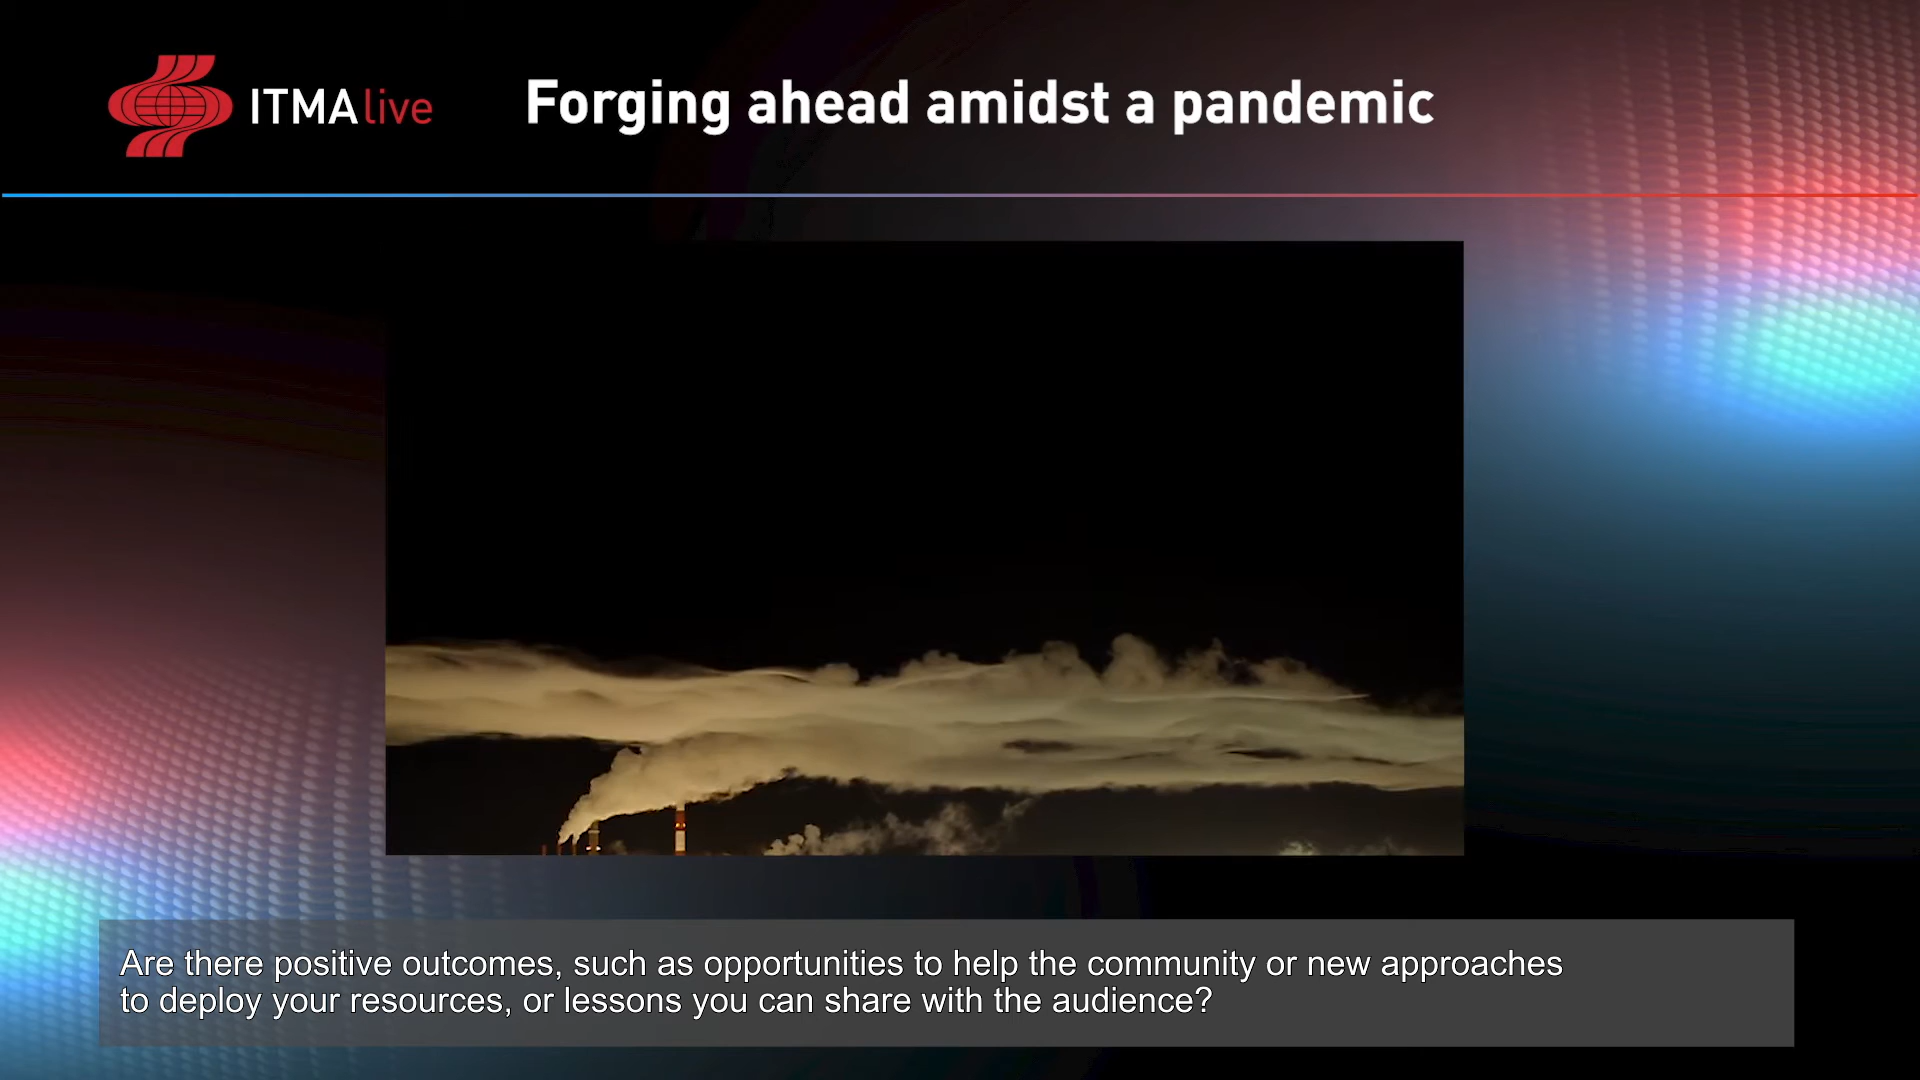 ITMAlive
Forging ahead amidst a pandemic
Are there positive outcomes, such as opportunities to help the community or new approaches
to deploy your resources, or lessons you can share with the audience?